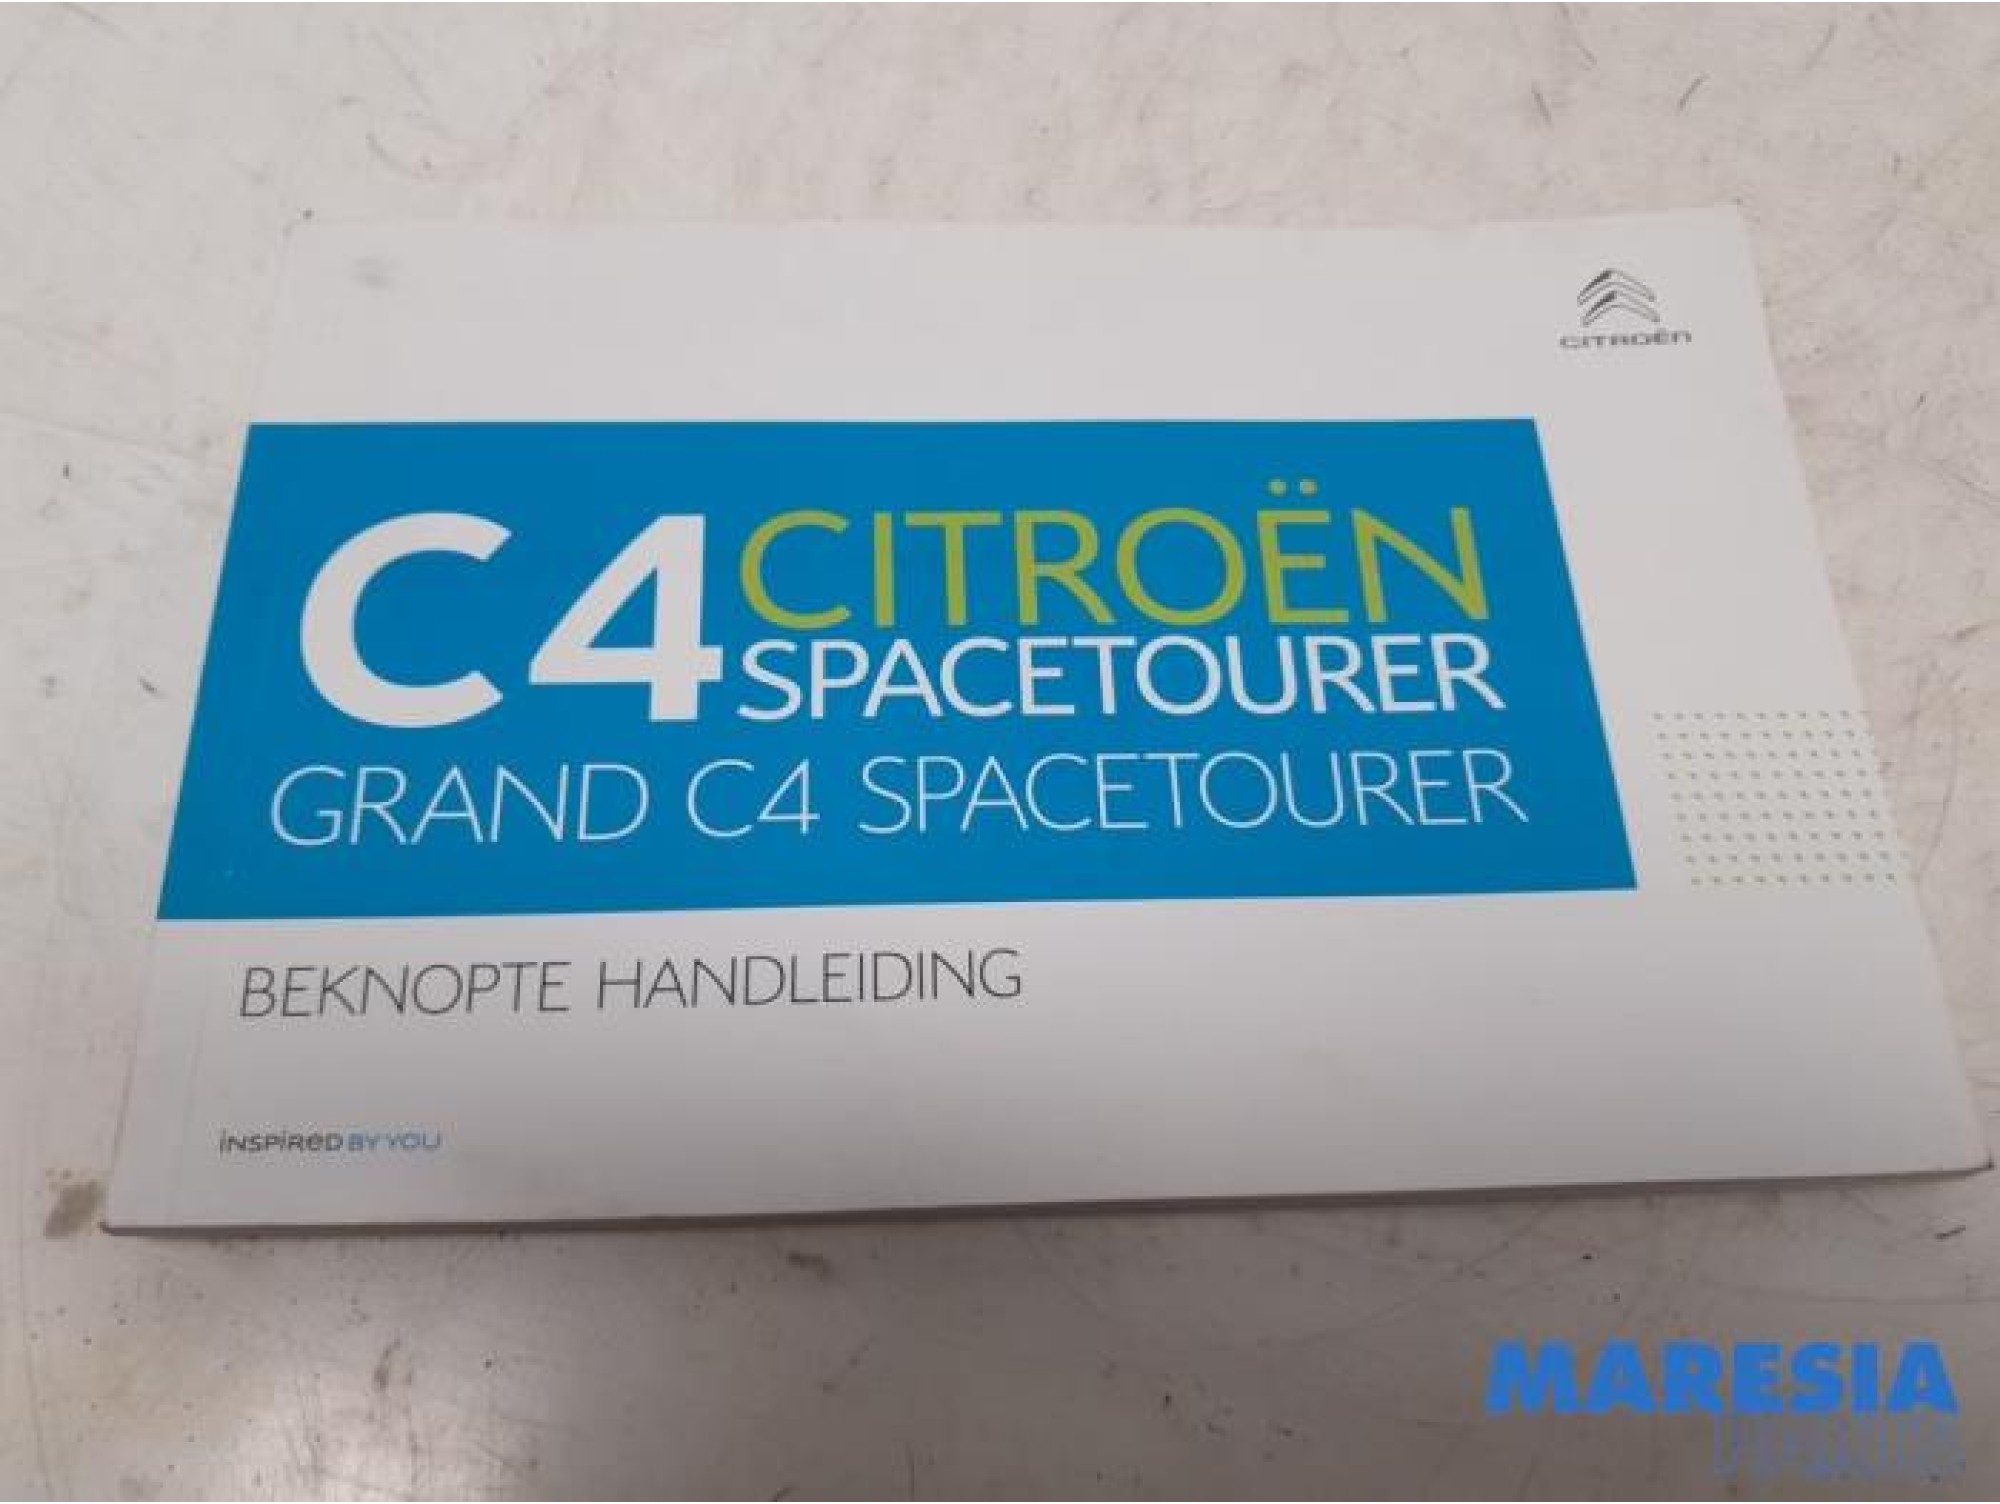 CITROËN
C4 CITROËN
SPACETOURER
GRAND C4 SPACETOURER
BEKNOPTE HANDLEIDING
INSPIRED BY YOU
MARESIA